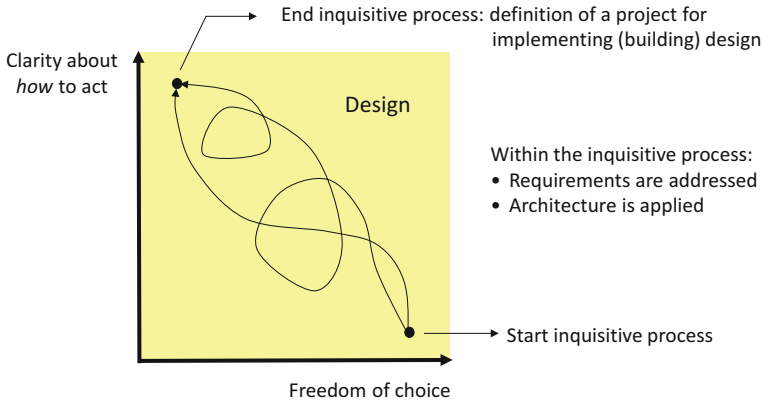 End inquisitive process: definition of a project for
implementing (building) design
Clarity about
how to act
Design
Within the inquisitive process:
• Requirements are addressed
• Architecture is applied
Start inquisitive process
Freedom of choice